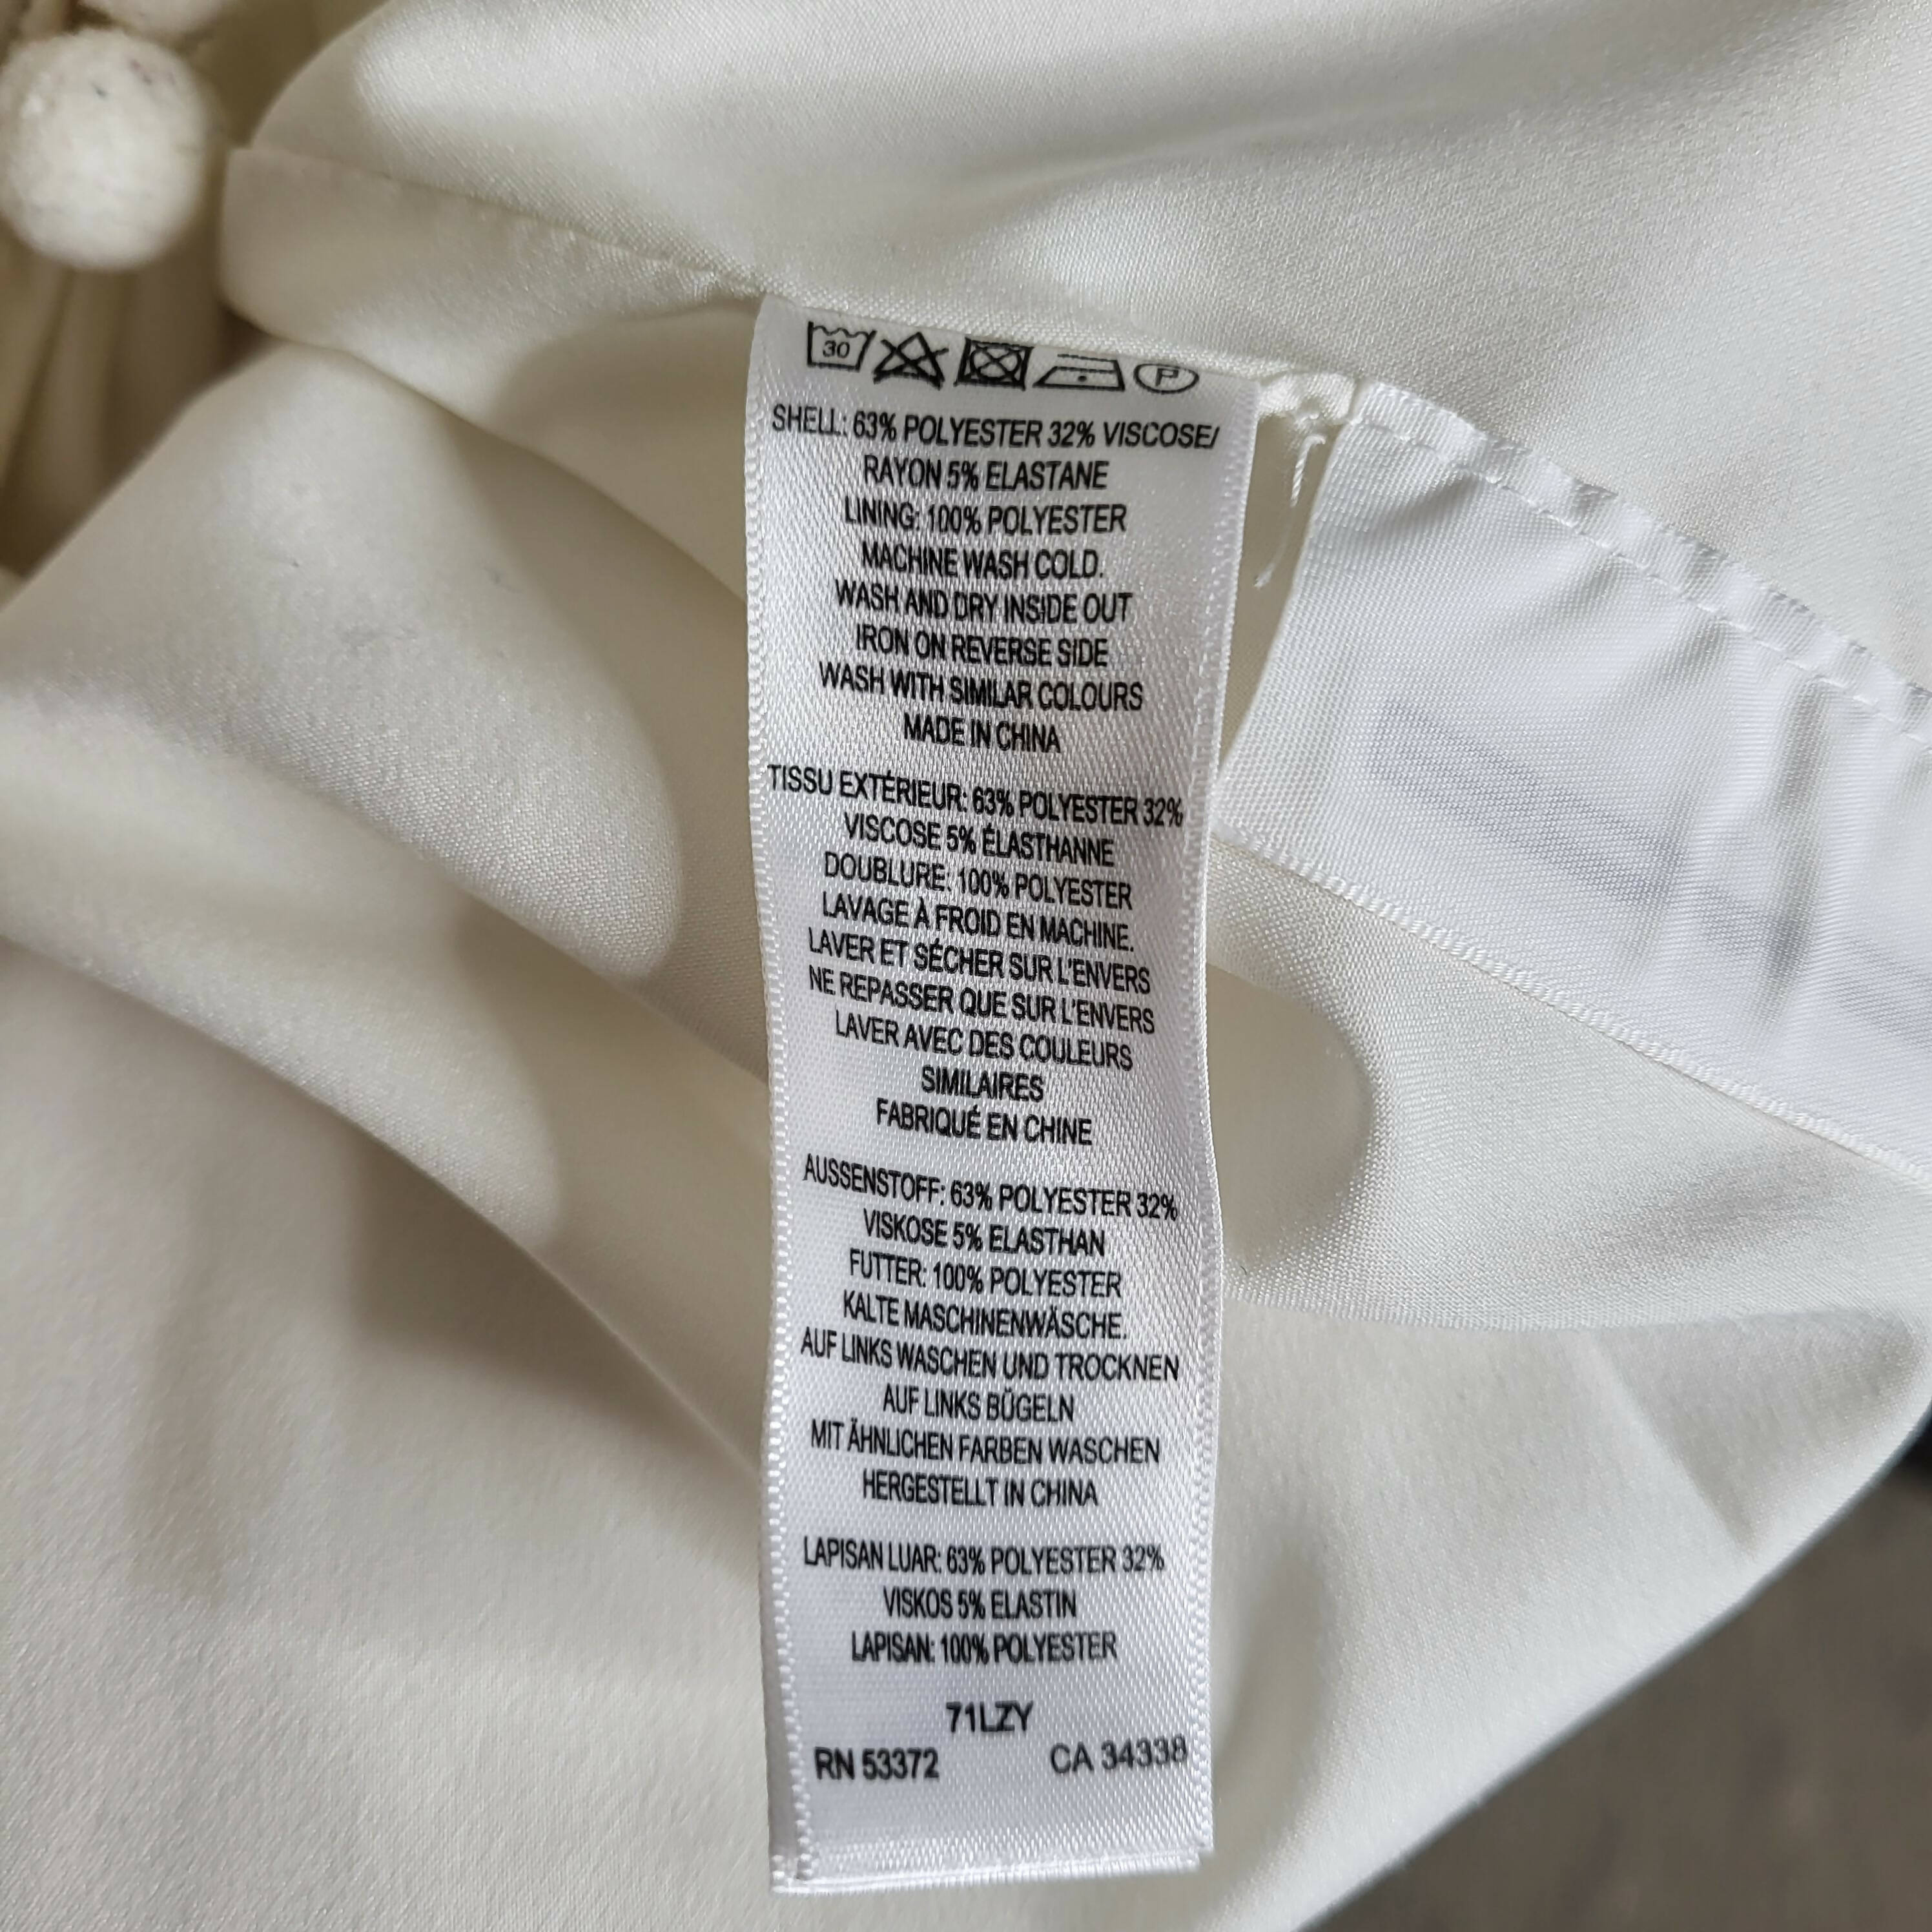 30 P
SHELL: 63% POLYESTER 32% VISCOSE/
RAYON 5% ELASTANE
LINING: 100% POLYESTER
MACHINE WASH COLD.
WASH AND DRY INSIDE OUT
IRON ON REVERSE SIDE
WASH WITH SIMILAR COLOURS
MADE IN CHINA
TISSU EXTÉRIEUR: 63% POLYESTER 32%
VISCOSE 5% ÉLASTHANNE
DOUBLURE: 100% POLYESTER
LAVAGE À FROID EN MACHINE.
LAVER ET SÉCHER SUR L'ENVERS
NE REPASSER QUE SUR L'ENVERS
LAVER AVEC DES COULEURS
SIMILAIRES
FABRIQUÉ EN CHINE
AUSSENSTOFF: 63% POLYESTER 32%
VISKOSE 5% ELASTHAN
FUTTER: 100% POLYESTER
KALTE MASCHINENWÄSCHE.
AUF LINKS WASCHEN UND TROCKNEN
AUF LINKS BÜGELN
MIT ÄHNLICHEN FARBEN WASCHEN
HERGESTELLT IN CHINA
LAPISAN LUAR: 63% POLYESTER 32%
VISKOS 5% ELASTIN
LAPISAN: 100% POLYESTER
71LZY
RN 53372 CA 34338